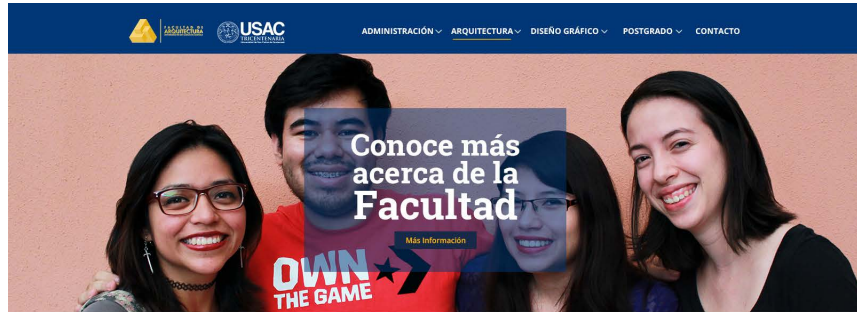 FACULTAD DE
ARQUITECTURA
USAC
TRICENTENARIA
ADMINISTRACIÓN
ARQUITECTURA
DISEÑO GRÁFICO
POSTGRADO
CONTACTO
Conoce más
acerca de la
Facultad
Más Información
OWN
THE GAME